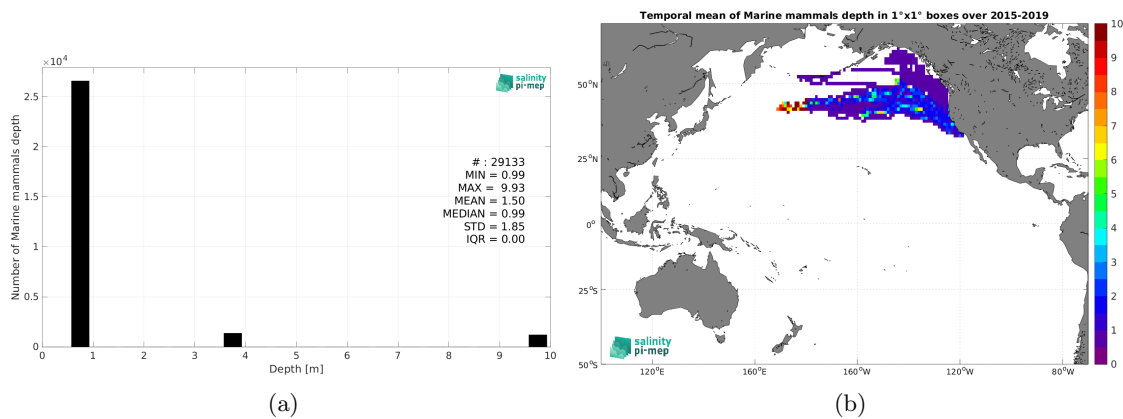 ×10⁴
2.5
2
1.5
1
0.5
0
Number of Marine mammals depth
0 1 2 3 4 5 6 7 8 9 10
Depth [m]
salinity
pi-mep
# : 29133
MIN = 0.99
MAX = 9.93
MEAN = 1.50
MEDIAN = 0.99
STD = 1.85
IQR = 0.00
(a)
Temporal mean of Marine mammals depth in 1°x1° boxes over 2015-2019
50°N
25°N
0°
25°S
50°S
120°E 160°E 160°W 120°W 80°W
salinity
pi-mep
10
9
8
7
6
5
4
3
2
1
0
(b)